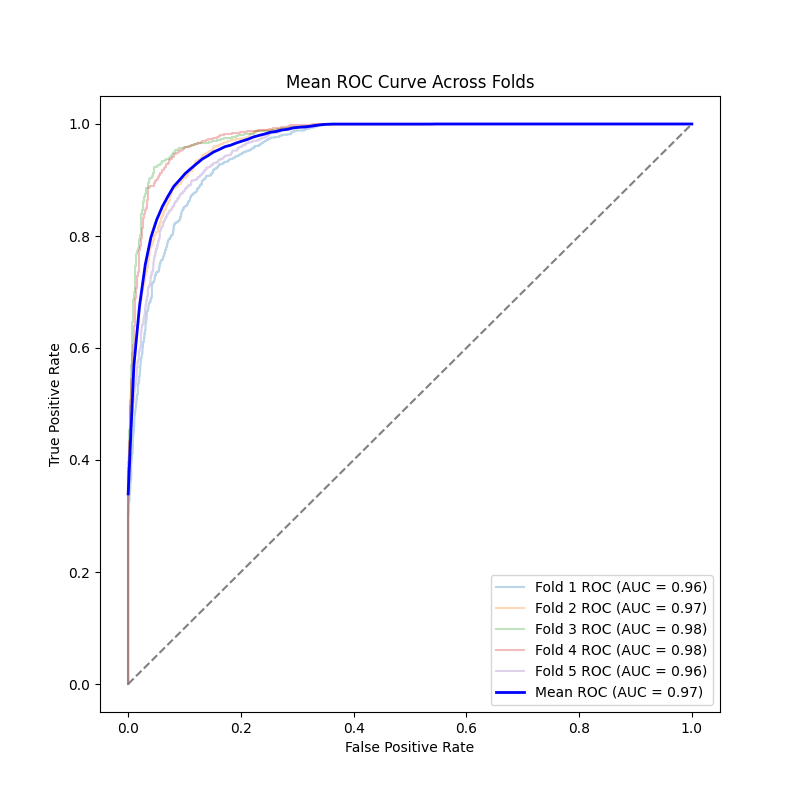 Mean ROC Curve Across Folds
True Positive Rate
1.0
0.8
0.6
0.4
0.2
0.0
Fold 1 ROC (AUC = 0.96)
Fold 2 ROC (AUC = 0.97)
Fold 3 ROC (AUC = 0.98)
Fold 4 ROC (AUC = 0.98)
Fold 5 ROC (AUC = 0.96)
Mean ROC (AUC = 0.97)
0.0 0.2 0.4 0.6 0.8 1.0
False Positive Rate